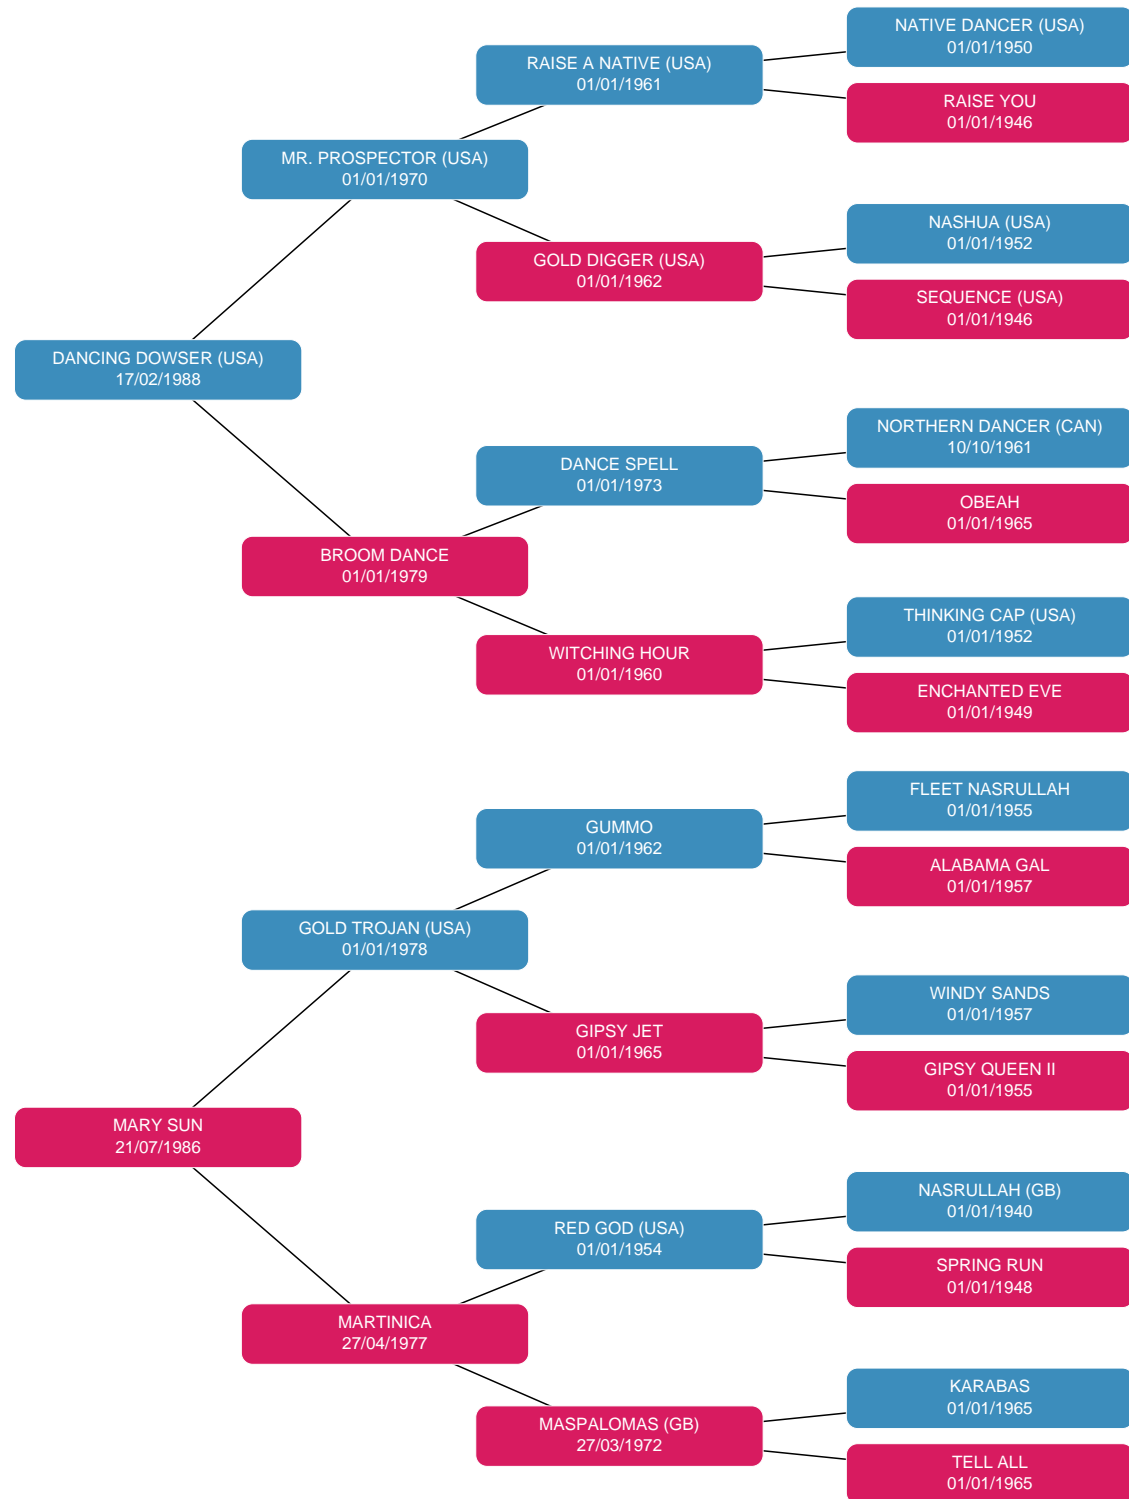 NATIVE DANCER (USA)
01/01/1950
RAISE A NATIVE (USA)
01/01/1961
RAISE YOU
01/01/1946
MR. PROSPECTOR (USA)
01/01/1970
NASHUA (USA)
01/01/1952
GOLD DIGGER (USA)
01/01/1962
SEQUENCE (USA)
01/01/1946
DANCING DOWSER (USA)
17/02/1988
NORTHERN DANCER (CAN)
10/10/1961
DANCE SPELL
01/01/1973
OBEAH
01/01/1965
BROOM DANCE
01/01/1979
THINKING CAP (USA)
01/01/1952
WITCHING HOUR
01/01/1960
ENCHANTED EVE
01/01/1949
FLEET NASRULLAH
01/01/1955
GUMMO
01/01/1962
ALABAMA GAL
01/01/1957
GOLD TROJAN (USA)
01/01/1978
WINDY SANDS
01/01/1957
GIPSY JET
01/01/1965
GIPSY QUEEN II
01/01/1955
MARY SUN
21/07/1986
NASRULLAH (GB)
01/01/1940
RED GOD (USA)
01/01/1954
SPRING RUN
01/01/1948
MARTINICA
27/04/1977
KARABAS
01/01/1965
MASPALOMAS (GB)
27/03/1972
TELL ALL
01/01/1965